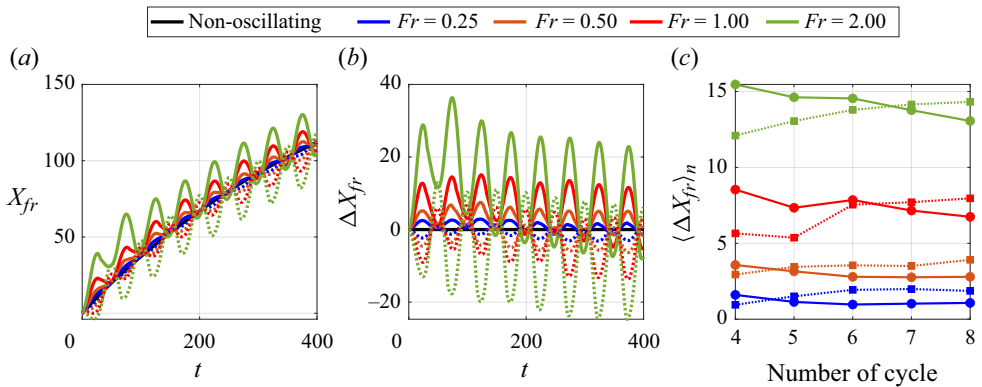 Non-oscillating Fr = 0.25 Fr = 0.50 Fr = 1.00 Fr = 2.00
(a) (b) (c)
150
100
50
0 200 400
X_fr
t
40
20
0
–20
0 200 400
ΔX_fr
t
15
10
5
0
4 5 6 7 8
⟨ΔX_fr⟩_n
Number of cycle